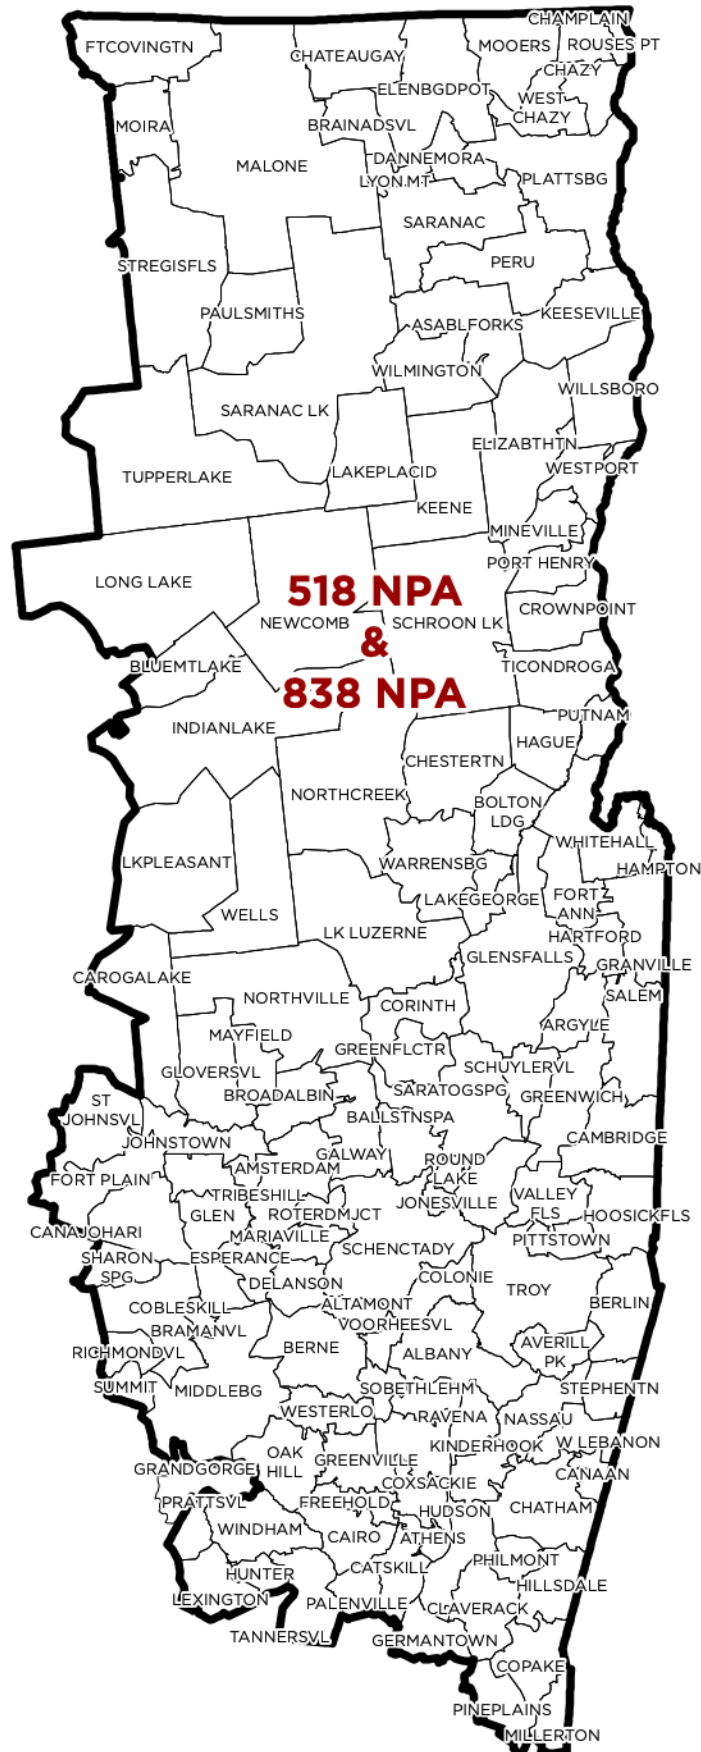 CHAMPLAIN
FTCOVINGTN
CHATEAUGAY
MOOERS
ROUSES PT
CHAZY
ELENBGDPOT
WEST
CHAZY
MOIRA
BRAINADSVL
MALONE
DANNEMORA
LYON MT
PLATTSBG
SARANAC
STREGISFLS
PERU
PAULSMITHS
ASABLFORKS
KEESEVILLE
WILMINGTON
WILLSBORO
SARANAC LK
ELIZABTHTN
TUPPERLAKE
LAKEPLACID
WESTPORT
KEENE
MINEVILLE
PORT HENRY
LONG LAKE
518 NPA
&
838 NPA
NEWCOMB
SCHROON LK
CROWNPOINT
BLUEMTLAKE
TICONDROGA
INDIANLAKE
PUTNAM
HAGUE
CHESTERTN
NORTHCREEK
BOLTON
LDG
LKPLEASANT
WARRENSBG
WHITEHALL
HAMPTON
LAKEGEORGE
FORT
ANN
WELLS
LK LUZERNE
HARTFORD
GLENSFALLS
GRANVILLE
CAROGALAKE
NORTHVILLE
CORINTH
SALEM
ARGYLE
MAYFIELD
GREENFLCTR
GLOVERSVL
SCHUYLERVL
BROADALBIN
SARATOGSPG
GREENWICH
ST
JOHNSVL
BALLSTNSPA
JOHNSTOWN
CAMBRIDGE
GALWAY
AMSTERDAM
ROUND
LAKE
FORT PLAIN
TRIBESHILL
JONESVILLE
VALLEY
FLS
GLEN
ROTERDMJCT
HOOSICKFLS
CANAJOHARI
MARIAVILLE
PITTSTOWN
SHARON
SPG
ESPERANCE
SCHENCTADY
DELANSON
COLONIE
TROY
COBLESKILL
ALTAMONT
BERLIN
BRAMANVL
VOORHEESVL
RICHMONDVL
BERNE
ALBANY
AVERILL
PK
SUMMIT
MIDDLEBG
SOBETHLEHM
STEPHENTN
WESTERLO
RAVENA
NASSAU
OAK
HILL
GREENVILLE
KINDERHOOK
W LEBANON
GRANDGORGE
COXSACKIE
CANAAN
PRATTSVL
FREEHOLD
HUDSON
CHATHAM
WINDHAM
CAIRO
ATHENS
HUNTER
CATSKILL
PHILMONT
HILLSDALE
LEXINGTON
PALENVILLE
CLAVERACK
TANNERSVL
GERMANTOWN
COPAKE
PINEPLAINS
MILLERTON